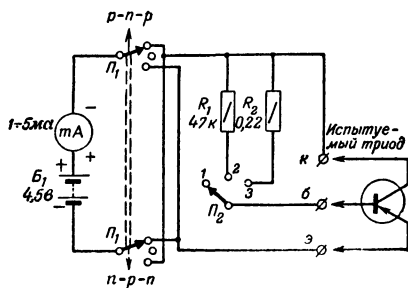 p-n-p
П1
R1
47к
R2
0,22
Испытуе-
мый триод
1÷5ма
−
mA
+
+
Б1
4,5в
−
1
2
3
П2
к
б
э
П1
n-p-n